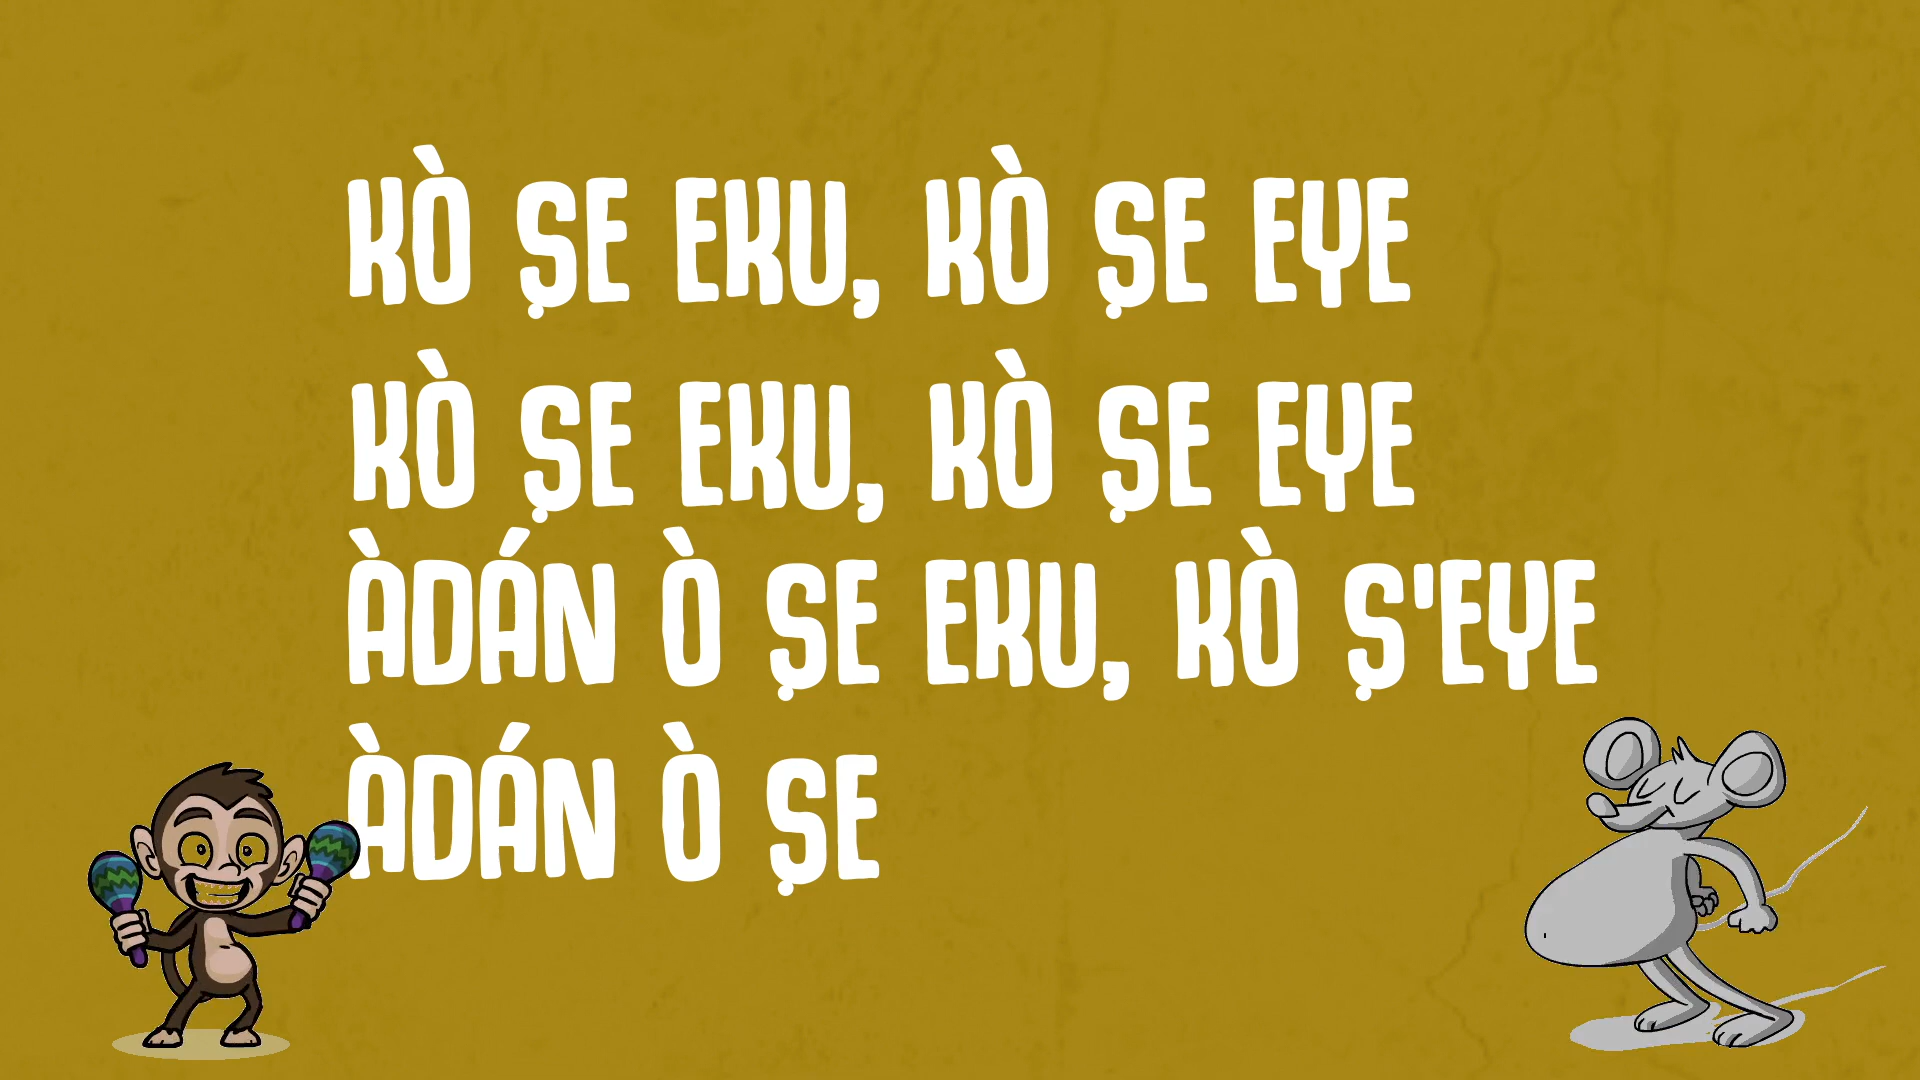 KÒ ṢE EKU, KÒ ṢE EYE
KÒ ṢE EKU, KÒ ṢE EYE
ÀDÁN Ò ṢE EKU, KÒ Ṣ'EYE
ÀDÁN Ò ṢE